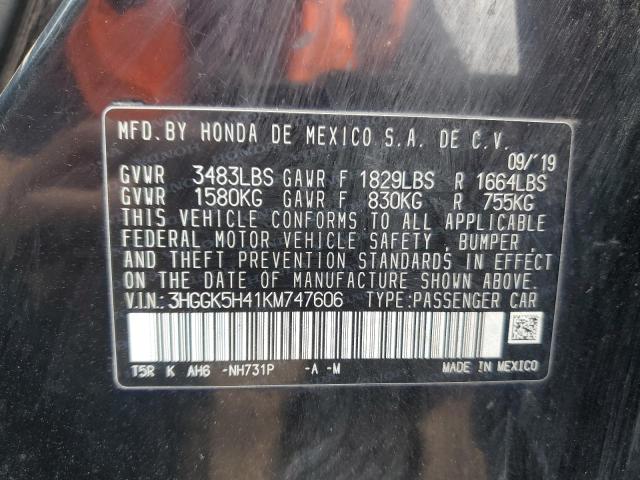 MFD. BY HONDA DE MEXICO S.A. DE C.V.
09/'19
GVWR 3483LBS GAWR F 1829LBS R 1664LBS
GVWR 1580KG GAWR F 830KG R 755KG
THIS VEHICLE CONFORMS TO ALL APPLICABLE
FEDERAL MOTOR VEHICLE SAFETY, BUMPER,
AND THEFT PREVENTION STANDARDS IN EFFECT
ON THE DATE OF MANUFACTURE SHOWN ABOVE.
V.I.N.: 3HGGK5H41KM747606 TYPE: PASSENGER CAR
T5R K AH6 -NH731P -A -M MADE IN MEXICO